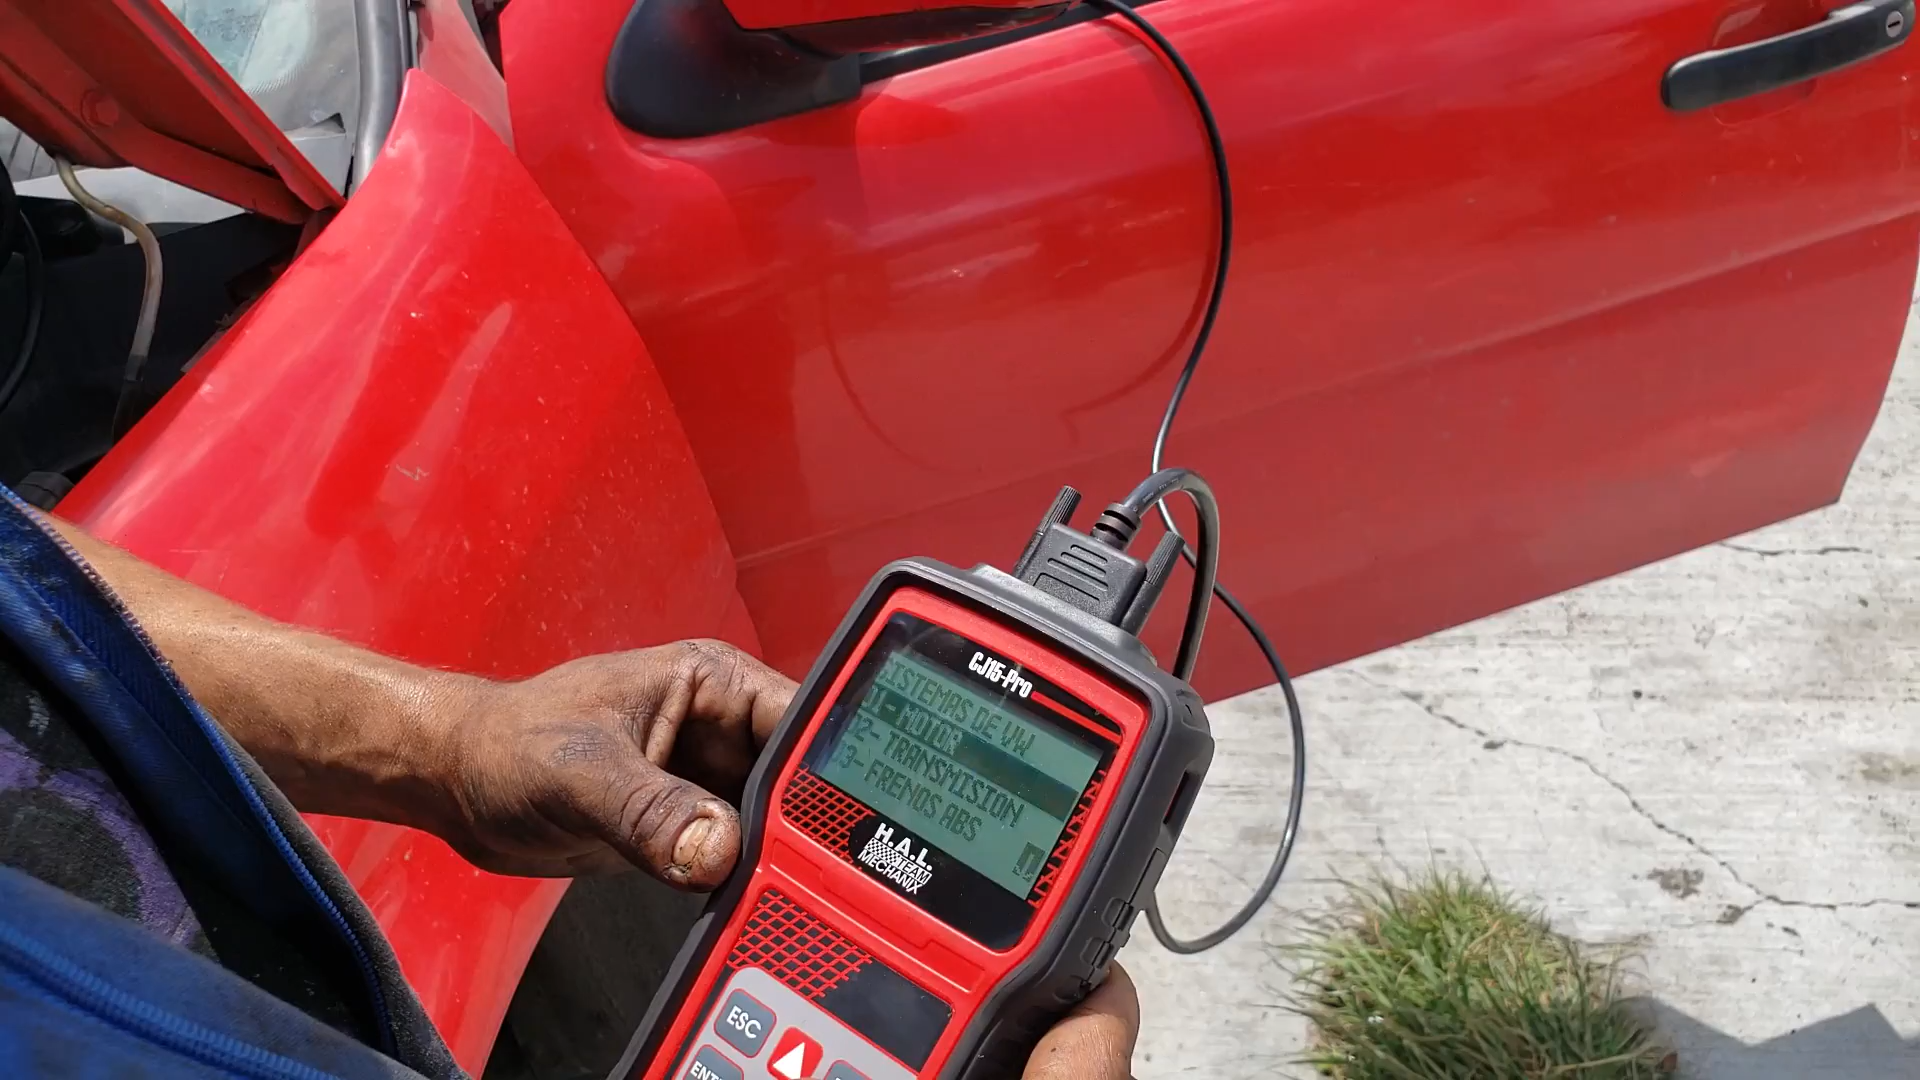 CJ15-Pro
SISTEMAS DE VW
01- MOTOR
02- TRANSMISION
03- FRENOS ABS
H.A.L.
TEAM
MECHANIX
ESC